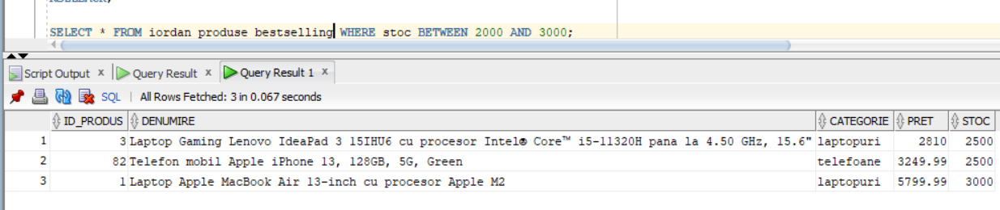 ROLLBACK;
SELECT * FROM iordan produse bestselling WHERE stoc BETWEEN 2000 AND 3000;
Script Output x Query Result x Query Result 1 x
SQL | All Rows Fetched: 3 in 0.067 seconds
ID_PRODUS DENUMIRE CATEGORIE PRET STOC
1 3 Laptop Gaming Lenovo IdeaPad 3 15IHU6 cu procesor Intel® Core™ i5-11320H pana la 4.50 GHz, 15.6" laptopuri 2810 2500
2 82 Telefon mobil Apple iPhone 13, 128GB, 5G, Green telefoane 3249.99 2500
3 1 Laptop Apple MacBook Air 13-inch cu procesor Apple M2 laptopuri 5799.99 3000